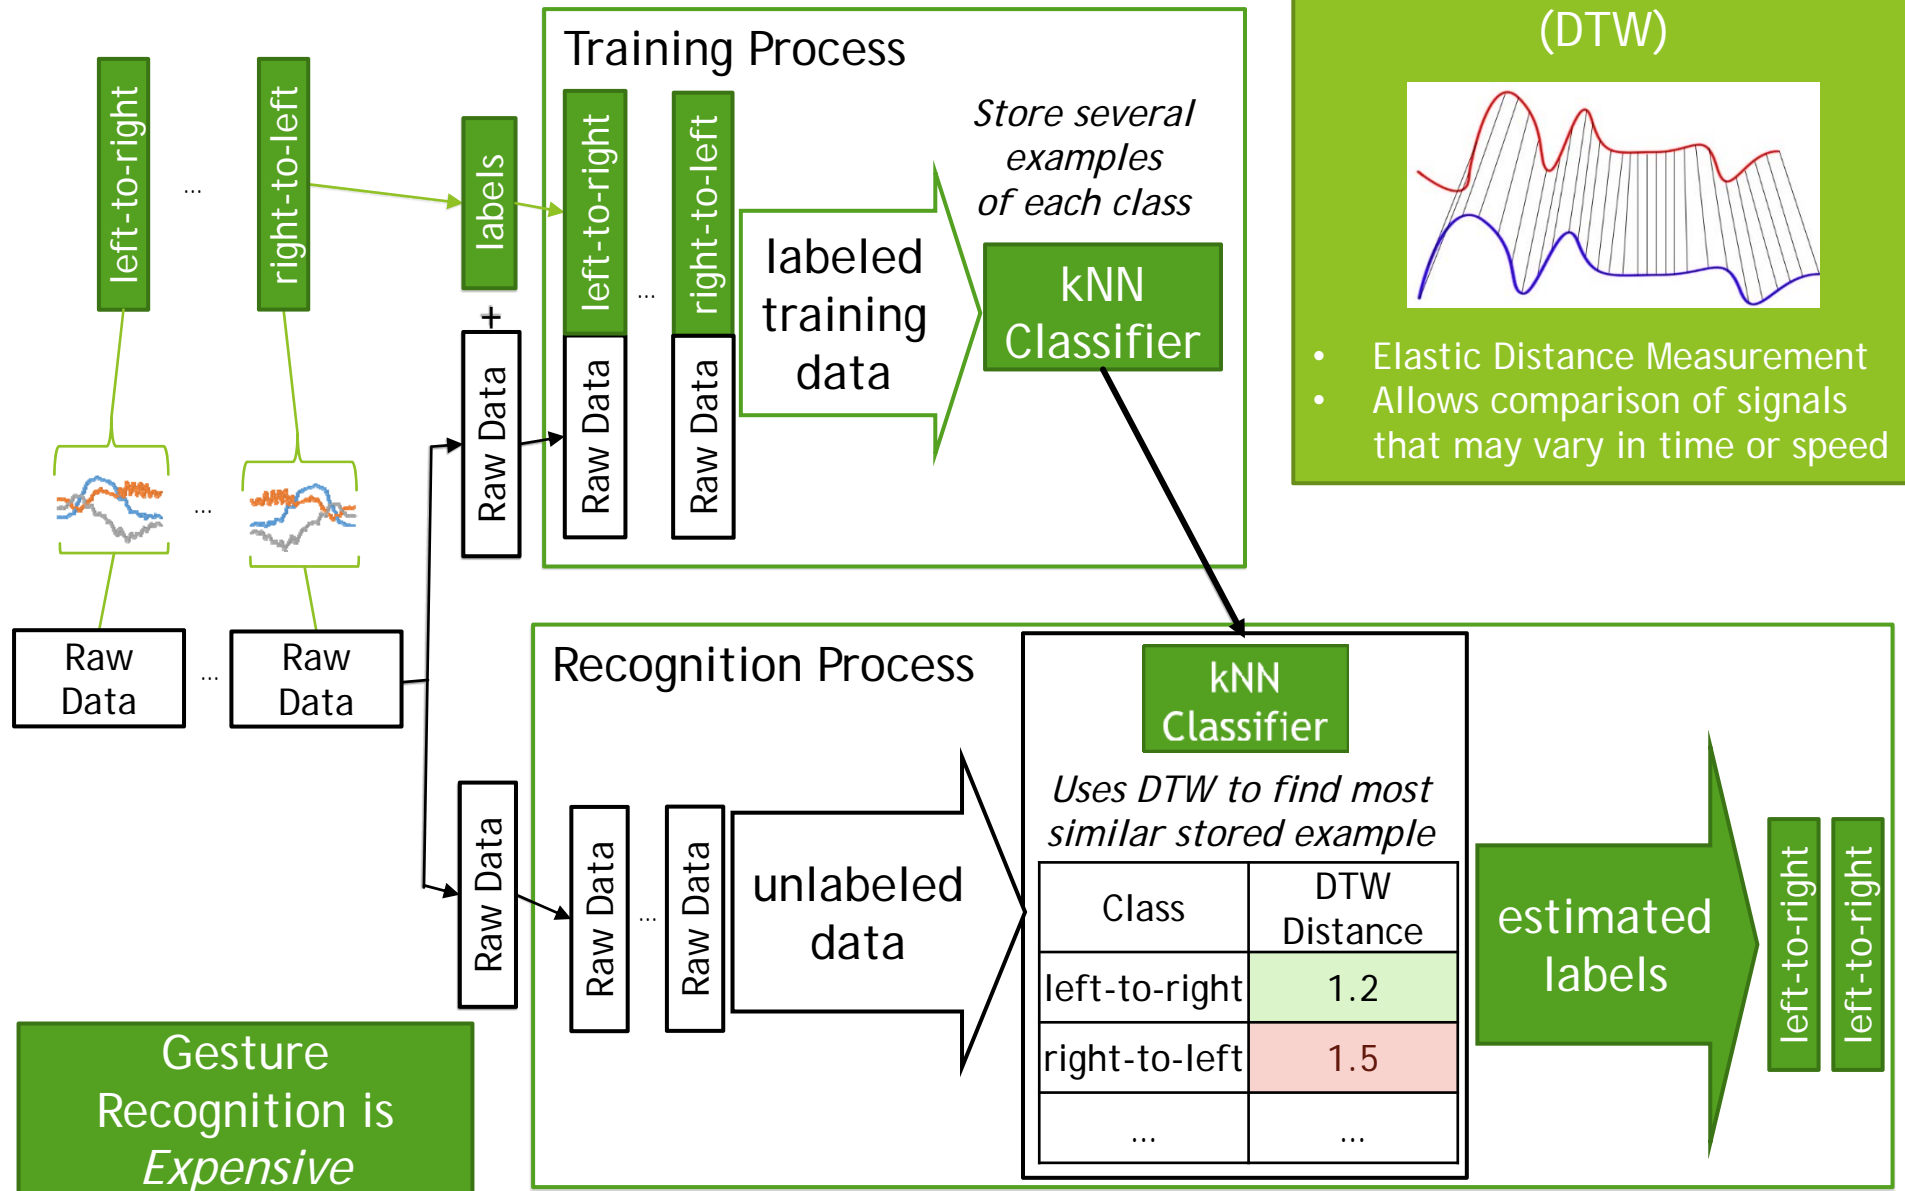 left-to-right
...
right-to-left
...
Raw
Data
...
Raw
Data
labels
+
Raw Data
Raw Data
Training Process
left-to-right
Raw Data
...
right-to-left
Raw Data
labeled
training
data
Store several
examples
of each class
kNN
Classifier
(DTW)
• Elastic Distance Measurement
• Allows comparison of signals
that may vary in time or speed
Recognition Process
Raw Data
...
Raw Data
unlabeled
data
kNN
Classifier
Uses DTW to find most
similar stored example
Class DTW
Distance
left-to-right 1.2
right-to-left 1.5
... ...
estimated
labels
left-to-right
left-to-right
Gesture
Recognition is
Expensive